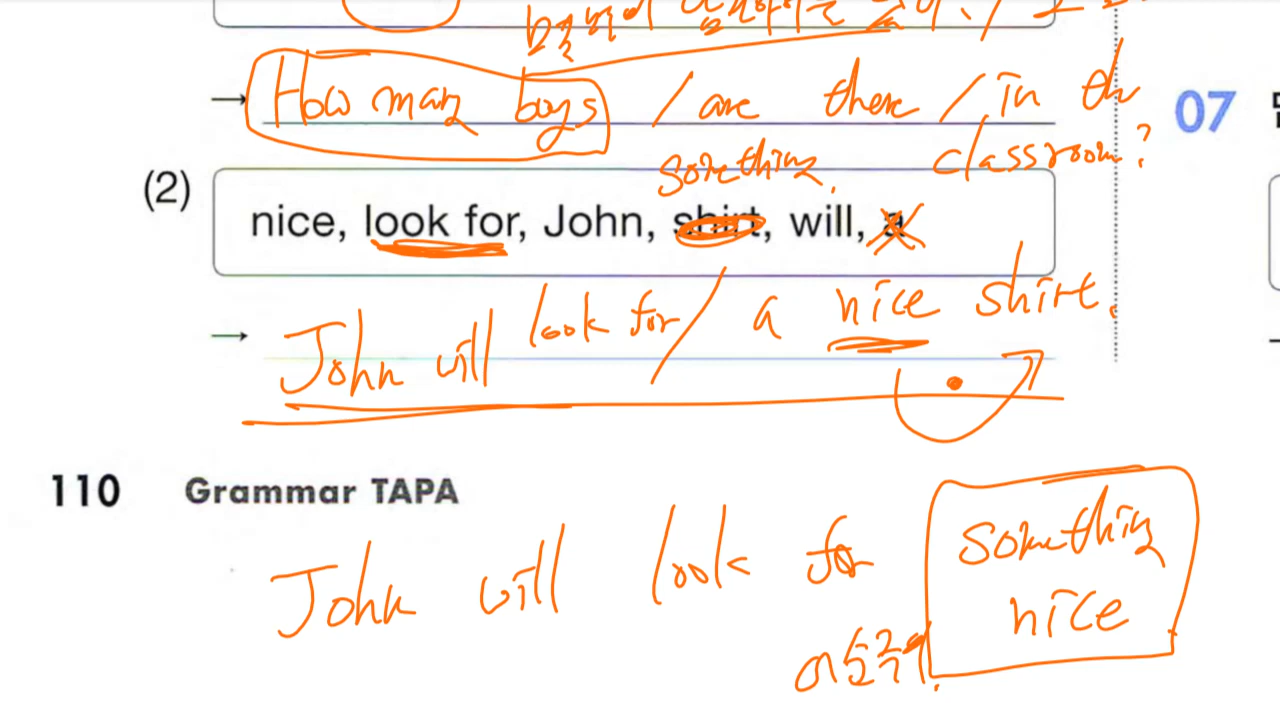 → How many boys / are there / in the
classroom?
07
something.
(2) nice, look for, John, shirt, will, a
→ John will look for / a nice shirt.
110 Grammar TAPA
John will look for something
nice
어순주의.